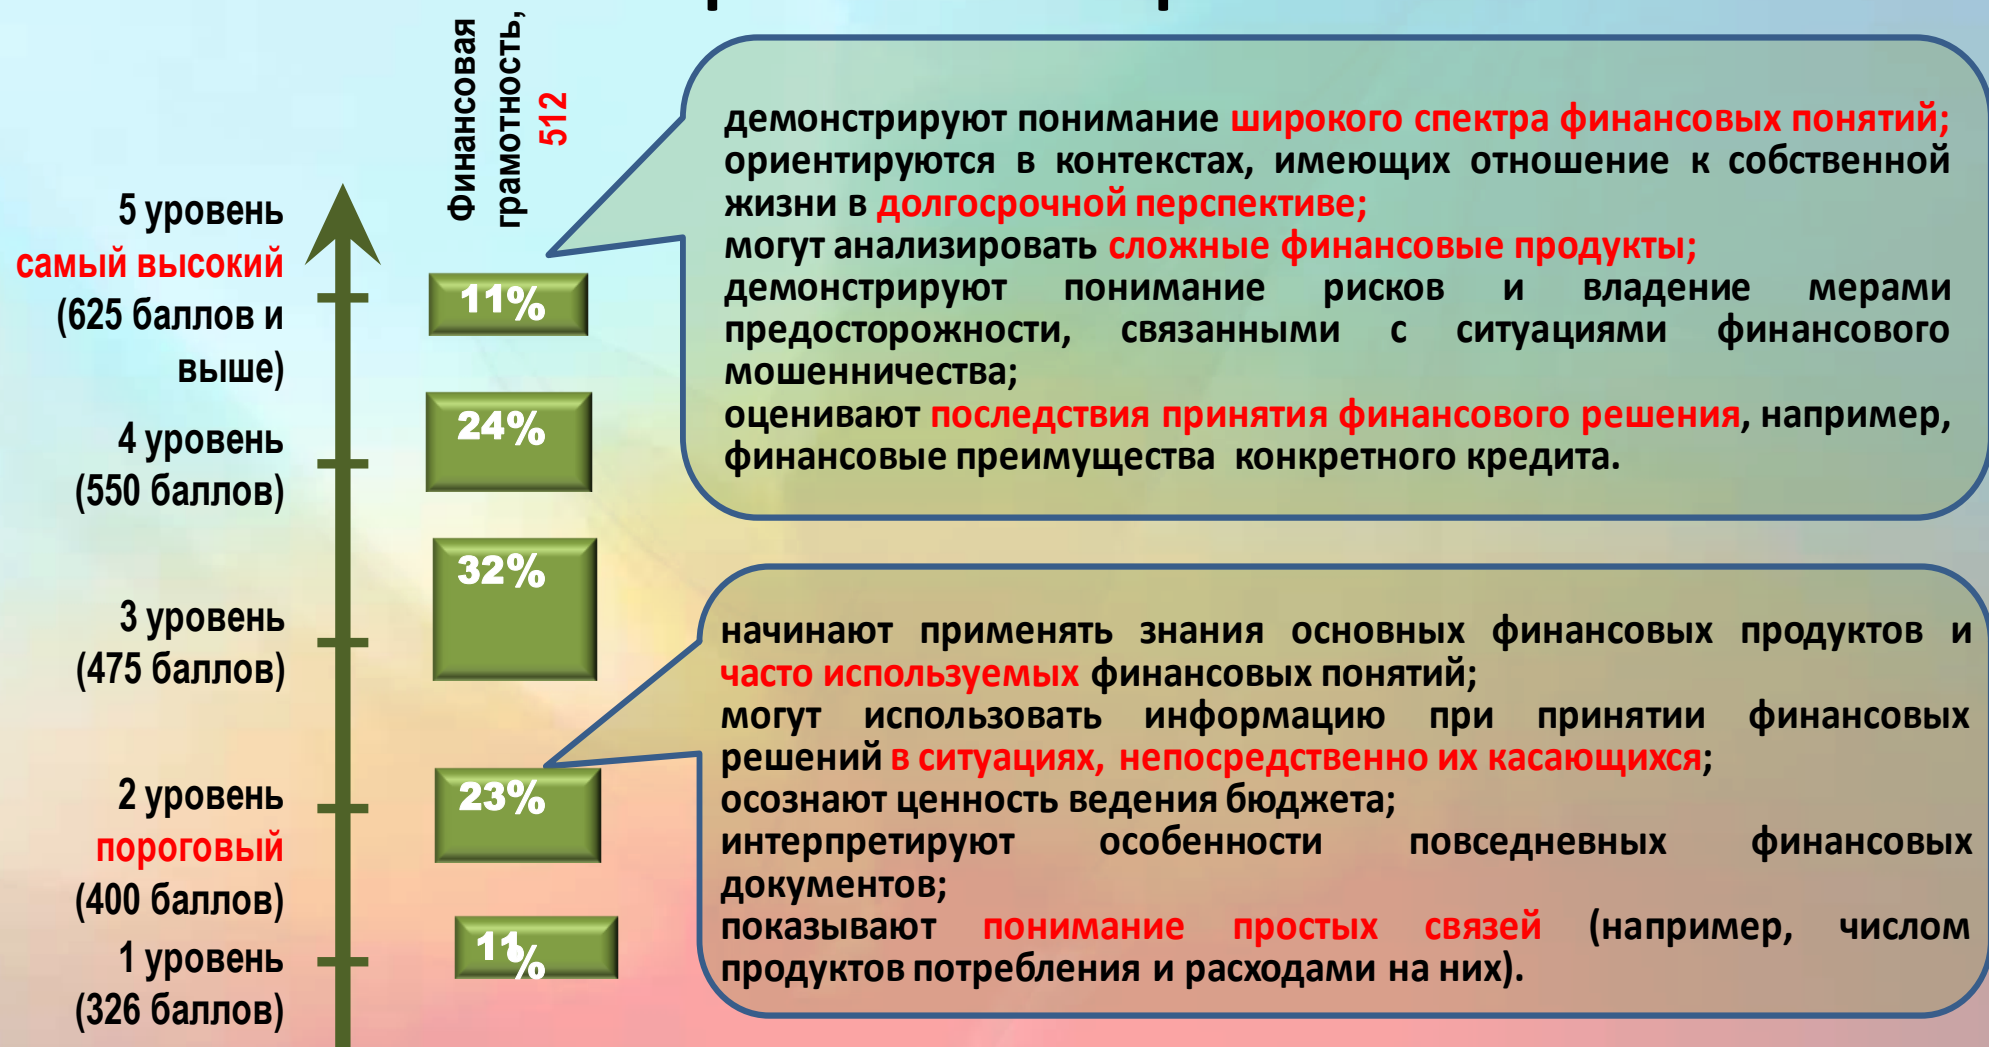 Финансовая
грамотность,
512
5 уровень
самый высокий
(625 баллов и
выше)
4 уровень
(550 баллов)
3 уровень
(475 баллов)
2 уровень
пороговый
(400 баллов)
1 уровень
(326 баллов)
11%
24%
32%
23%
11%
демонстрируют понимание широкого спектра финансовых понятий;
ориентируются в контекстах, имеющих отношение к собственной
жизни в долгосрочной перспективе;
могут анализировать сложные финансовые продукты;
демонстрируют понимание рисков и владение мерами
предосторожности, связанными с ситуациями финансового
мошенничества;
оценивают последствия принятия финансового решения, например,
финансовые преимущества конкретного кредита.
начинают применять знания основных финансовых продуктов и
часто используемых финансовых понятий;
могут использовать информацию при принятии финансовых
решений в ситуациях, непосредственно их касающихся;
осознают ценность ведения бюджета;
интерпретируют особенности повседневных финансовых
документов;
показывают понимание простых связей (например, числом
продуктов потребления и расходами на них).